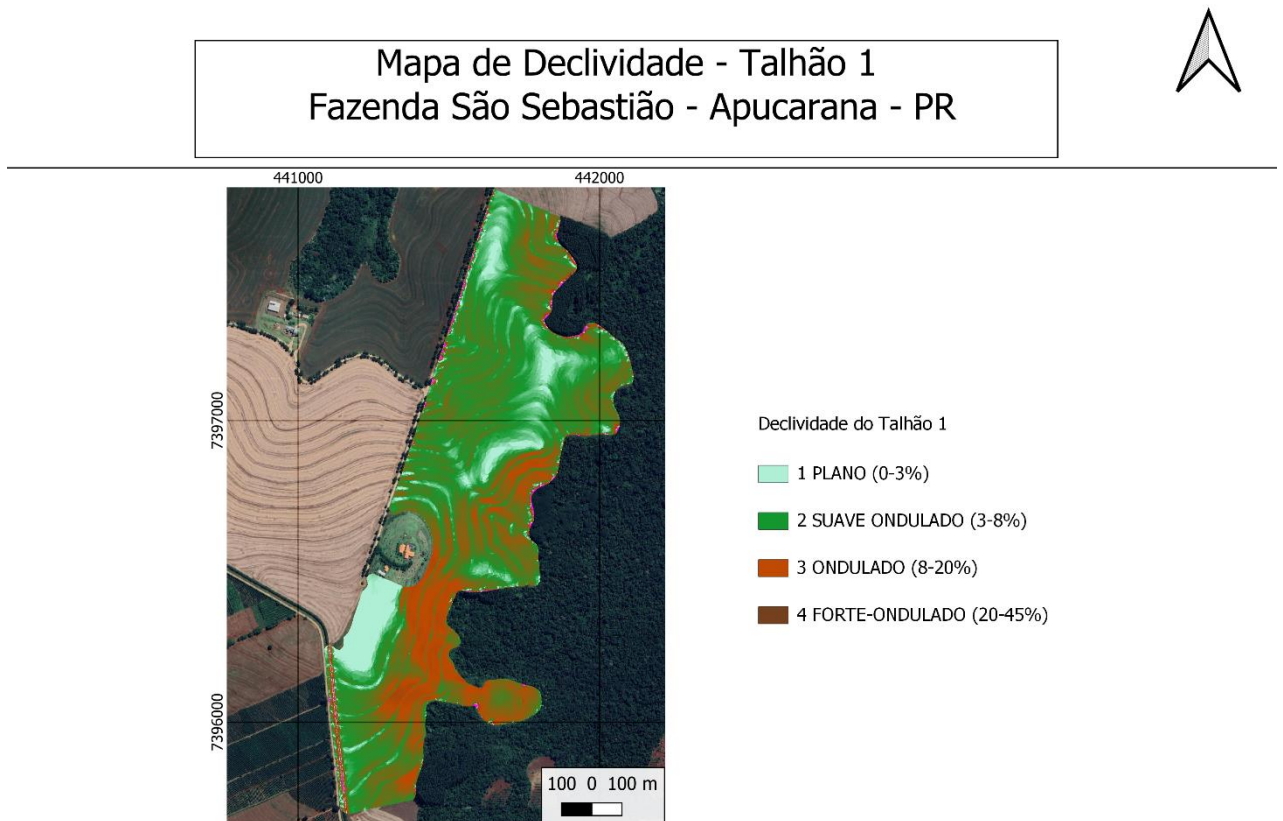 Mapa de Declividade - Talhão 1
Fazenda São Sebastião - Apucarana - PR
441000 442000
7397000
7396000
Declividade do Talhão 1
1 PLANO (0-3%)
2 SUAVE ONDULADO (3-8%)
3 ONDULADO (8-20%)
4 FORTE-ONDULADO (20-45%)
100 0 100 m